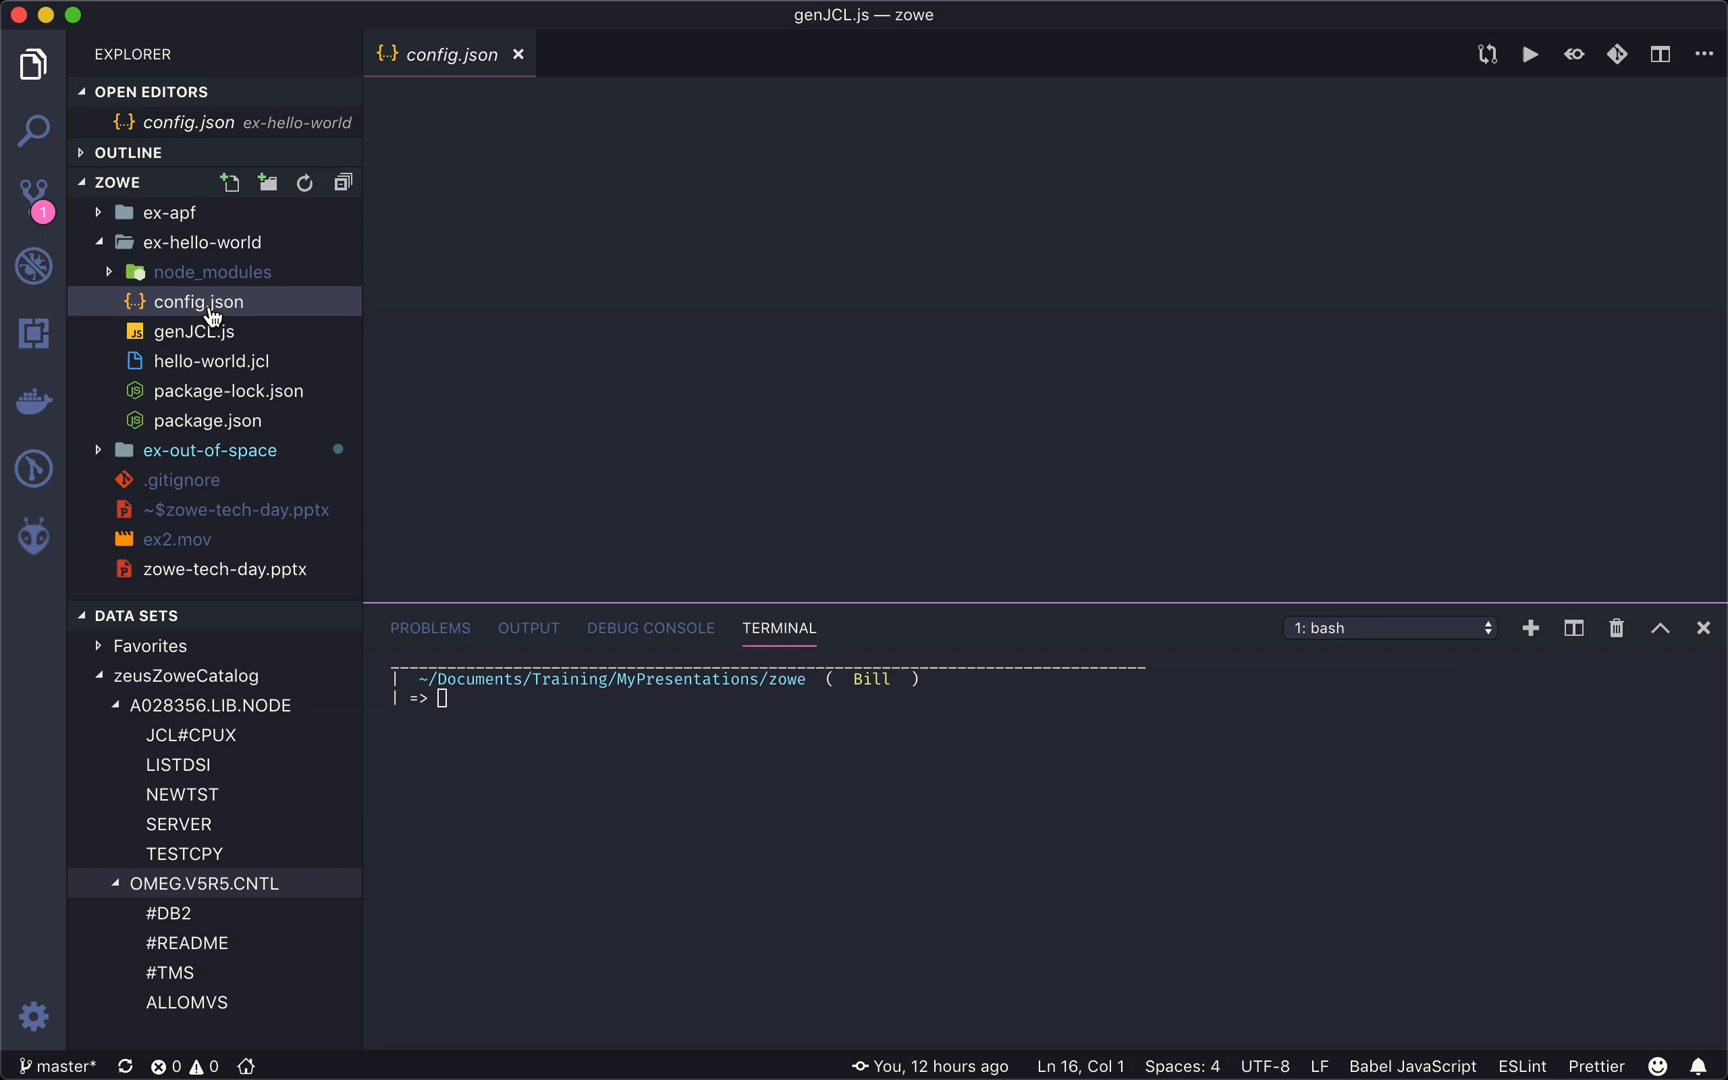 genJCL.js — zowe
EXPLORER
{..} config.json
OPEN EDITORS
{..} config.json ex-hello-world
OUTLINE
ZOWE
1
ex-apf
ex-hello-world
node_modules
{..} config.json
JS genJCL.js
hello-world.jcl
package-lock.json
package.json
ex-out-of-space
.gitignore
~$zowe-tech-day.pptx
ex2.mov
zowe-tech-day.pptx
DATA SETS
Favorites
zeusZoweCatalog
A028356.LIB.NODE
JCL#CPUX
LISTDSI
NEWTST
SERVER
TESTCPY
OMEG.V5R5.CNTL
#DB2
#README
#TMS
ALLOMVS
PROBLEMS OUTPUT DEBUG CONSOLE TERMINAL 1: bash
________________________________________________________________________________
| ~/Documents/Training/MyPresentations/zowe ( Bill )
| =>
master* 0 0 You, 12 hours ago Ln 16, Col 1 Spaces: 4 UTF-8 LF Babel JavaScript ESLint Prettier